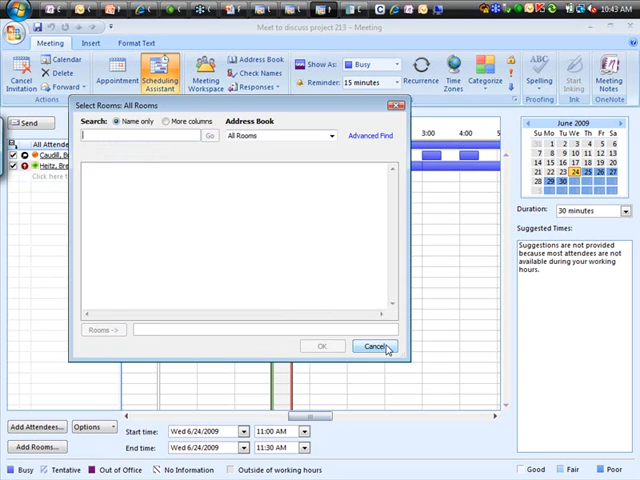 10:43 AM
Meet to discuss project 213 - Meeting
Meeting Insert Format Text
Cancel Invitation
Calendar
Delete
Forward
Actions
Appointment
Scheduling Assistant
Meeting Workspace
Address Book
Check Names
Responses
Show As: Busy
Reminder: 15 minutes
Recurrence
Time Zones
Categorize
Spelling
Proofing
Start Inking
Ink
Meeting Notes
OneNote
Send
Select Rooms: All Rooms
Search: Name only More columns Address Book
Go All Rooms Advanced Find
Rooms ->
OK Cancel
3:00 4:00
All Attend
Caudill, B
Heitz, Bre
Click here t
June 2009
Su Mo Tu We Th Fr Sa
31 1 2 3 4 5 6
7 8 9 10 11 12 13
14 15 16 17 18 19 20
21 22 23 24 25 26 27
28 29 30
Duration: 30 minutes
Suggested Times:
Suggestions are not provided
because most attendees are not
available during your working
hours.
Add Attendees... Options
Add Rooms...
Start time: Wed 6/24/2009 11:00 AM
End time: Wed 6/24/2009 11:30 AM
Busy Tentative Out of Office No Information Outside of working hours Good Fair Poor